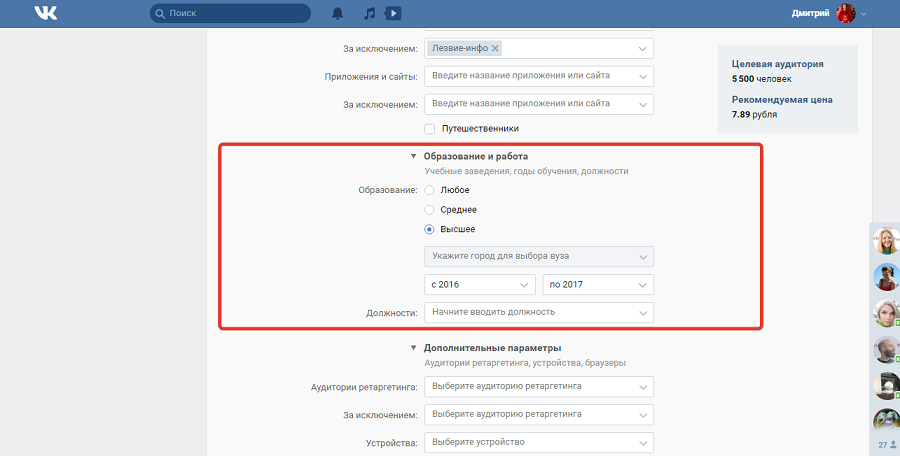 Поиск
Дмитрий
За исключением: Лезвие-инфо
Приложения и сайты: Введите название приложения или сайта
За исключением: Введите название приложения или сайта
Путешественники
Целевая аудитория
5 500 человек
Рекомендуемая цена
7.89 рубля
Образование и работа
Учебные заведения, годы обучения, должности
Образование: Любое
Среднее
Высшее
Укажите город для выбора вуза
с 2016 по 2017
Должности: Начните вводить должность
Дополнительные параметры
Аудитории ретаргетинга, устройства, браузеры
Аудитории ретаргетинга: Выберите аудиторию ретаргетинга
За исключением: Выберите аудиторию ретаргетинга
Устройства: Выберите устройство
27